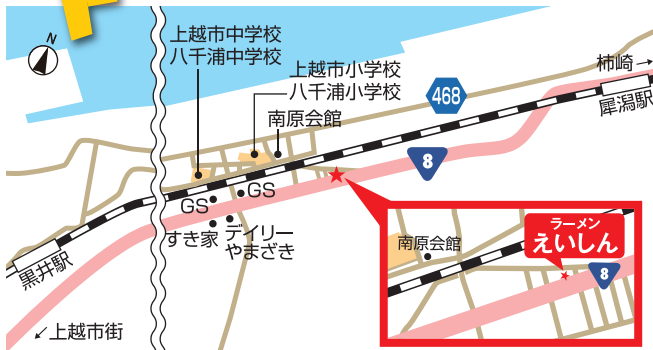 N
上越市中学校
八千浦中学校
上越市小学校
八千浦小学校
南原会館
468
柿崎→
犀潟駅
8
GS
GS
すき家
デイリー
やまざき
黒井駅
↙上越市街
南原会館
ラーメン
えいしん
8